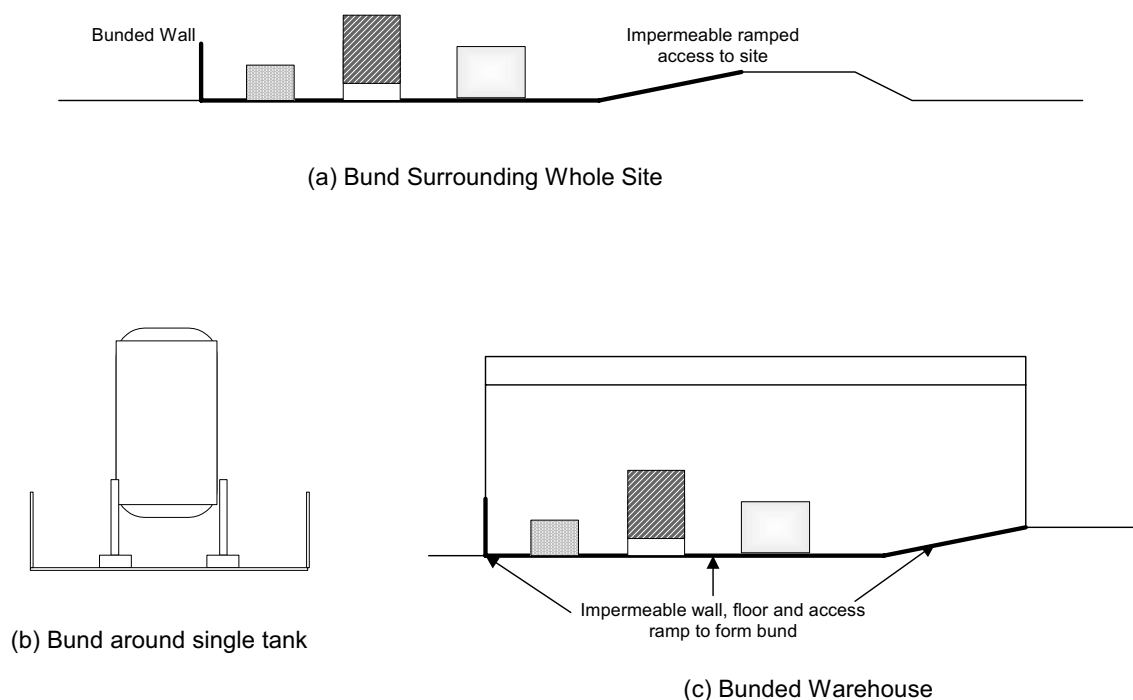 Bunded Wall
Impermeable ramped
access to site
(a) Bund Surrounding Whole Site
(b) Bund around single tank
Impermeable wall, floor and access
ramp to form bund
(c) Bunded Warehouse